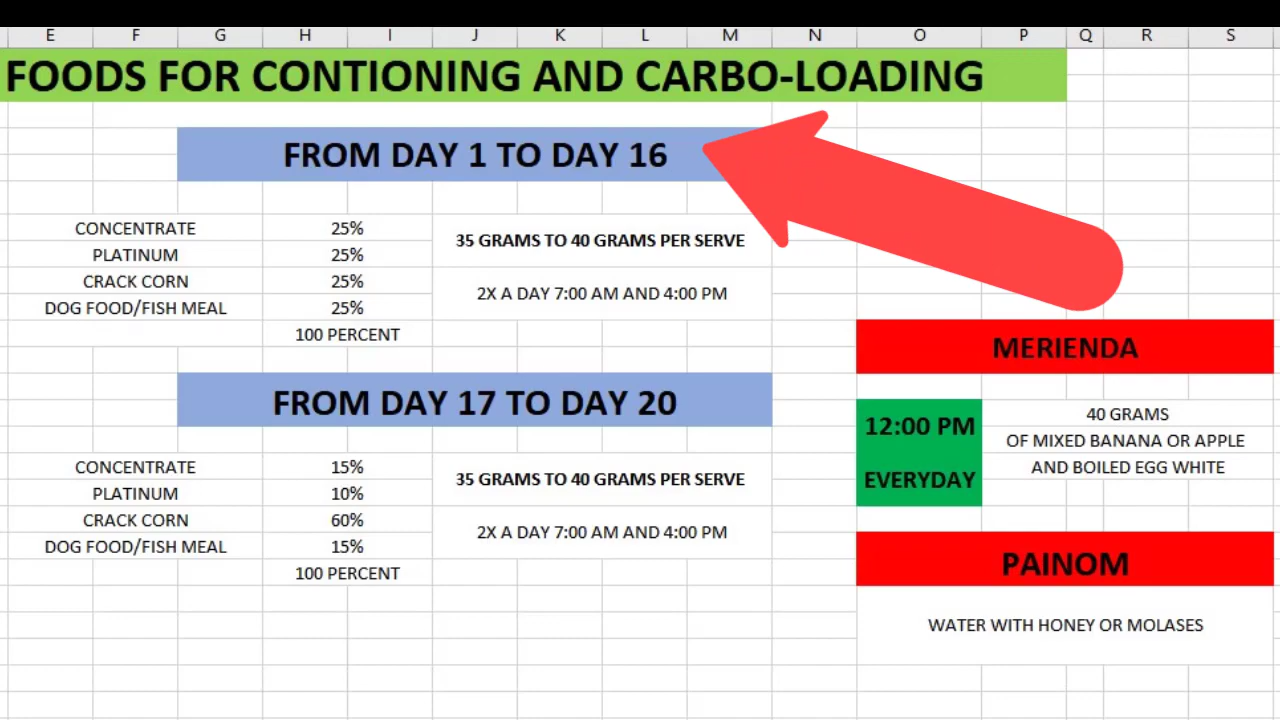 E F G H I J K L M N O P Q R S
FOODS FOR CONTIONING AND CARBO-LOADING
FROM DAY 1 TO DAY 16
CONCENTRATE 25%
PLATINUM 25%
CRACK CORN 25%
DOG FOOD/FISH MEAL 25%
100 PERCENT
35 GRAMS TO 40 GRAMS PER SERVE
2X A DAY 7:00 AM AND 4:00 PM
FROM DAY 17 TO DAY 20
CONCENTRATE 15%
PLATINUM 10%
CRACK CORN 60%
DOG FOOD/FISH MEAL 15%
100 PERCENT
35 GRAMS TO 40 GRAMS PER SERVE
2X A DAY 7:00 AM AND 4:00 PM
MERIENDA
12:00 PM
EVERYDAY
40 GRAMS
OF MIXED BANANA OR APPLE
AND BOILED EGG WHITE
PAINOM
WATER WITH HONEY OR MOLASES